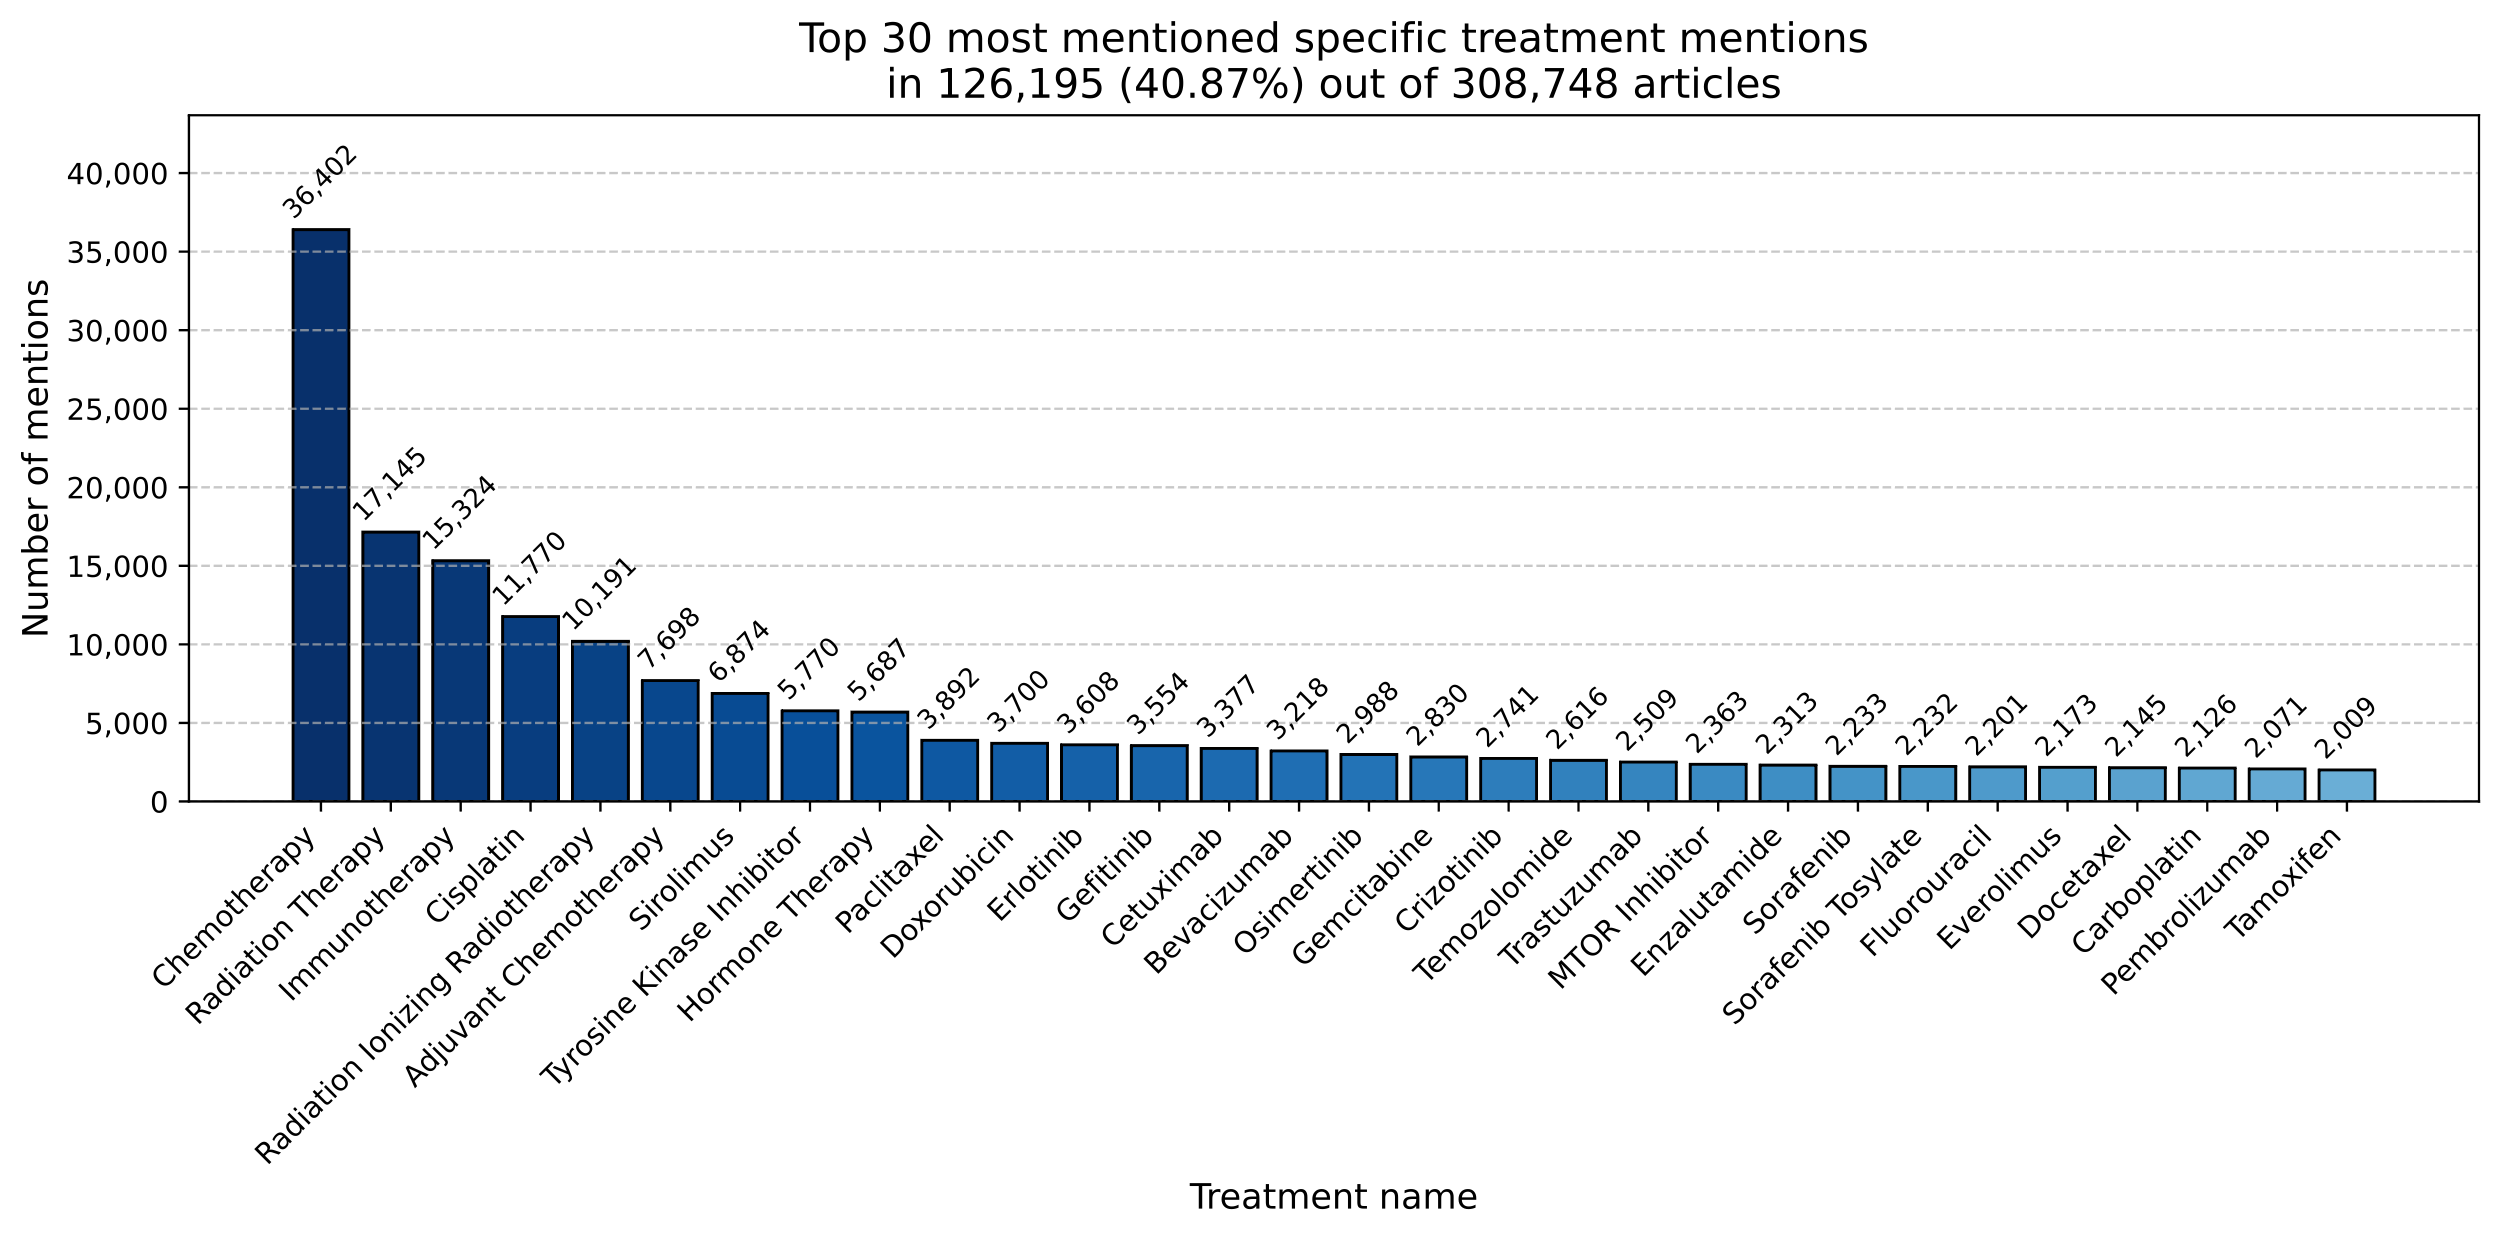 Top 30 most mentioned specific treatment mentions
in 126,195 (40.87%) out of 308,748 articles
Number of mentions
40,000
35,000
30,000
25,000
20,000
15,000
10,000
5,000
0
36,402
17,145
15,324
11,770
10,191
7,698
6,874
5,770
5,687
3,892
3,700
3,608
3,554
3,377
3,218
2,988
2,830
2,741
2,616
2,509
2,363
2,313
2,233
2,232
2,201
2,173
2,145
2,126
2,071
2,009
Chemotherapy
Radiation Therapy
Immunotherapy
Cisplatin
Radiation Ionizing Radiotherapy
Adjuvant Chemotherapy
Sirolimus
Tyrosine Kinase Inhibitor
Hormone Therapy
Paclitaxel
Doxorubicin
Erlotinib
Gefitinib
Cetuximab
Bevacizumab
Osimertinib
Gemcitabine
Crizotinib
Temozolomide
Trastuzumab
MTOR Inhibitor
Enzalutamide
Sorafenib
Sorafenib Tosylate
Fluorouracil
Everolimus
Docetaxel
Carboplatin
Pembrolizumab
Tamoxifen
Treatment name